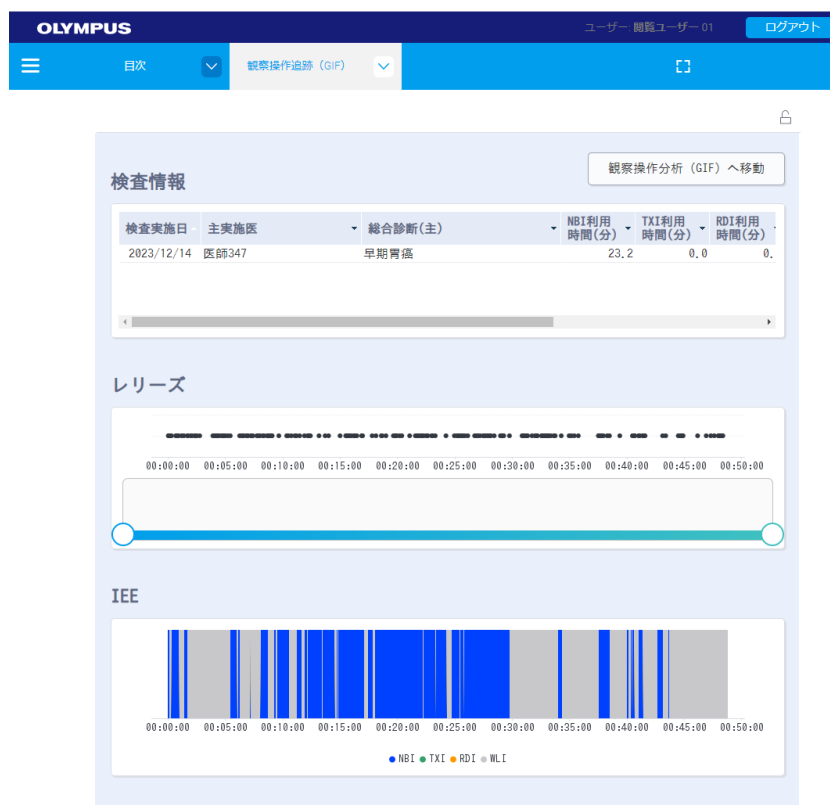 OLYMPUS
ユーザー: 閲覧ユーザー01
ログアウト
目次
観察操作追跡（GIF）
観察操作分析（GIF）へ移動
検査情報
検査実施日 主実施医 総合診断(主) NBI利用時間(分) TXI利用時間(分) RDI利用時間(分)
2023/12/14 医師347 早期胃癌 23.2 0.0 0.
レリーズ
00:00:00 00:05:00 00:10:00 00:15:00 00:20:00 00:25:00 00:30:00 00:35:00 00:40:00 00:45:00 00:50:00
IEE
00:00:00 00:05:00 00:10:00 00:15:00 00:20:00 00:25:00 00:30:00 00:35:00 00:40:00 00:45:00 00:50:00
NBI TXI RDI WLI